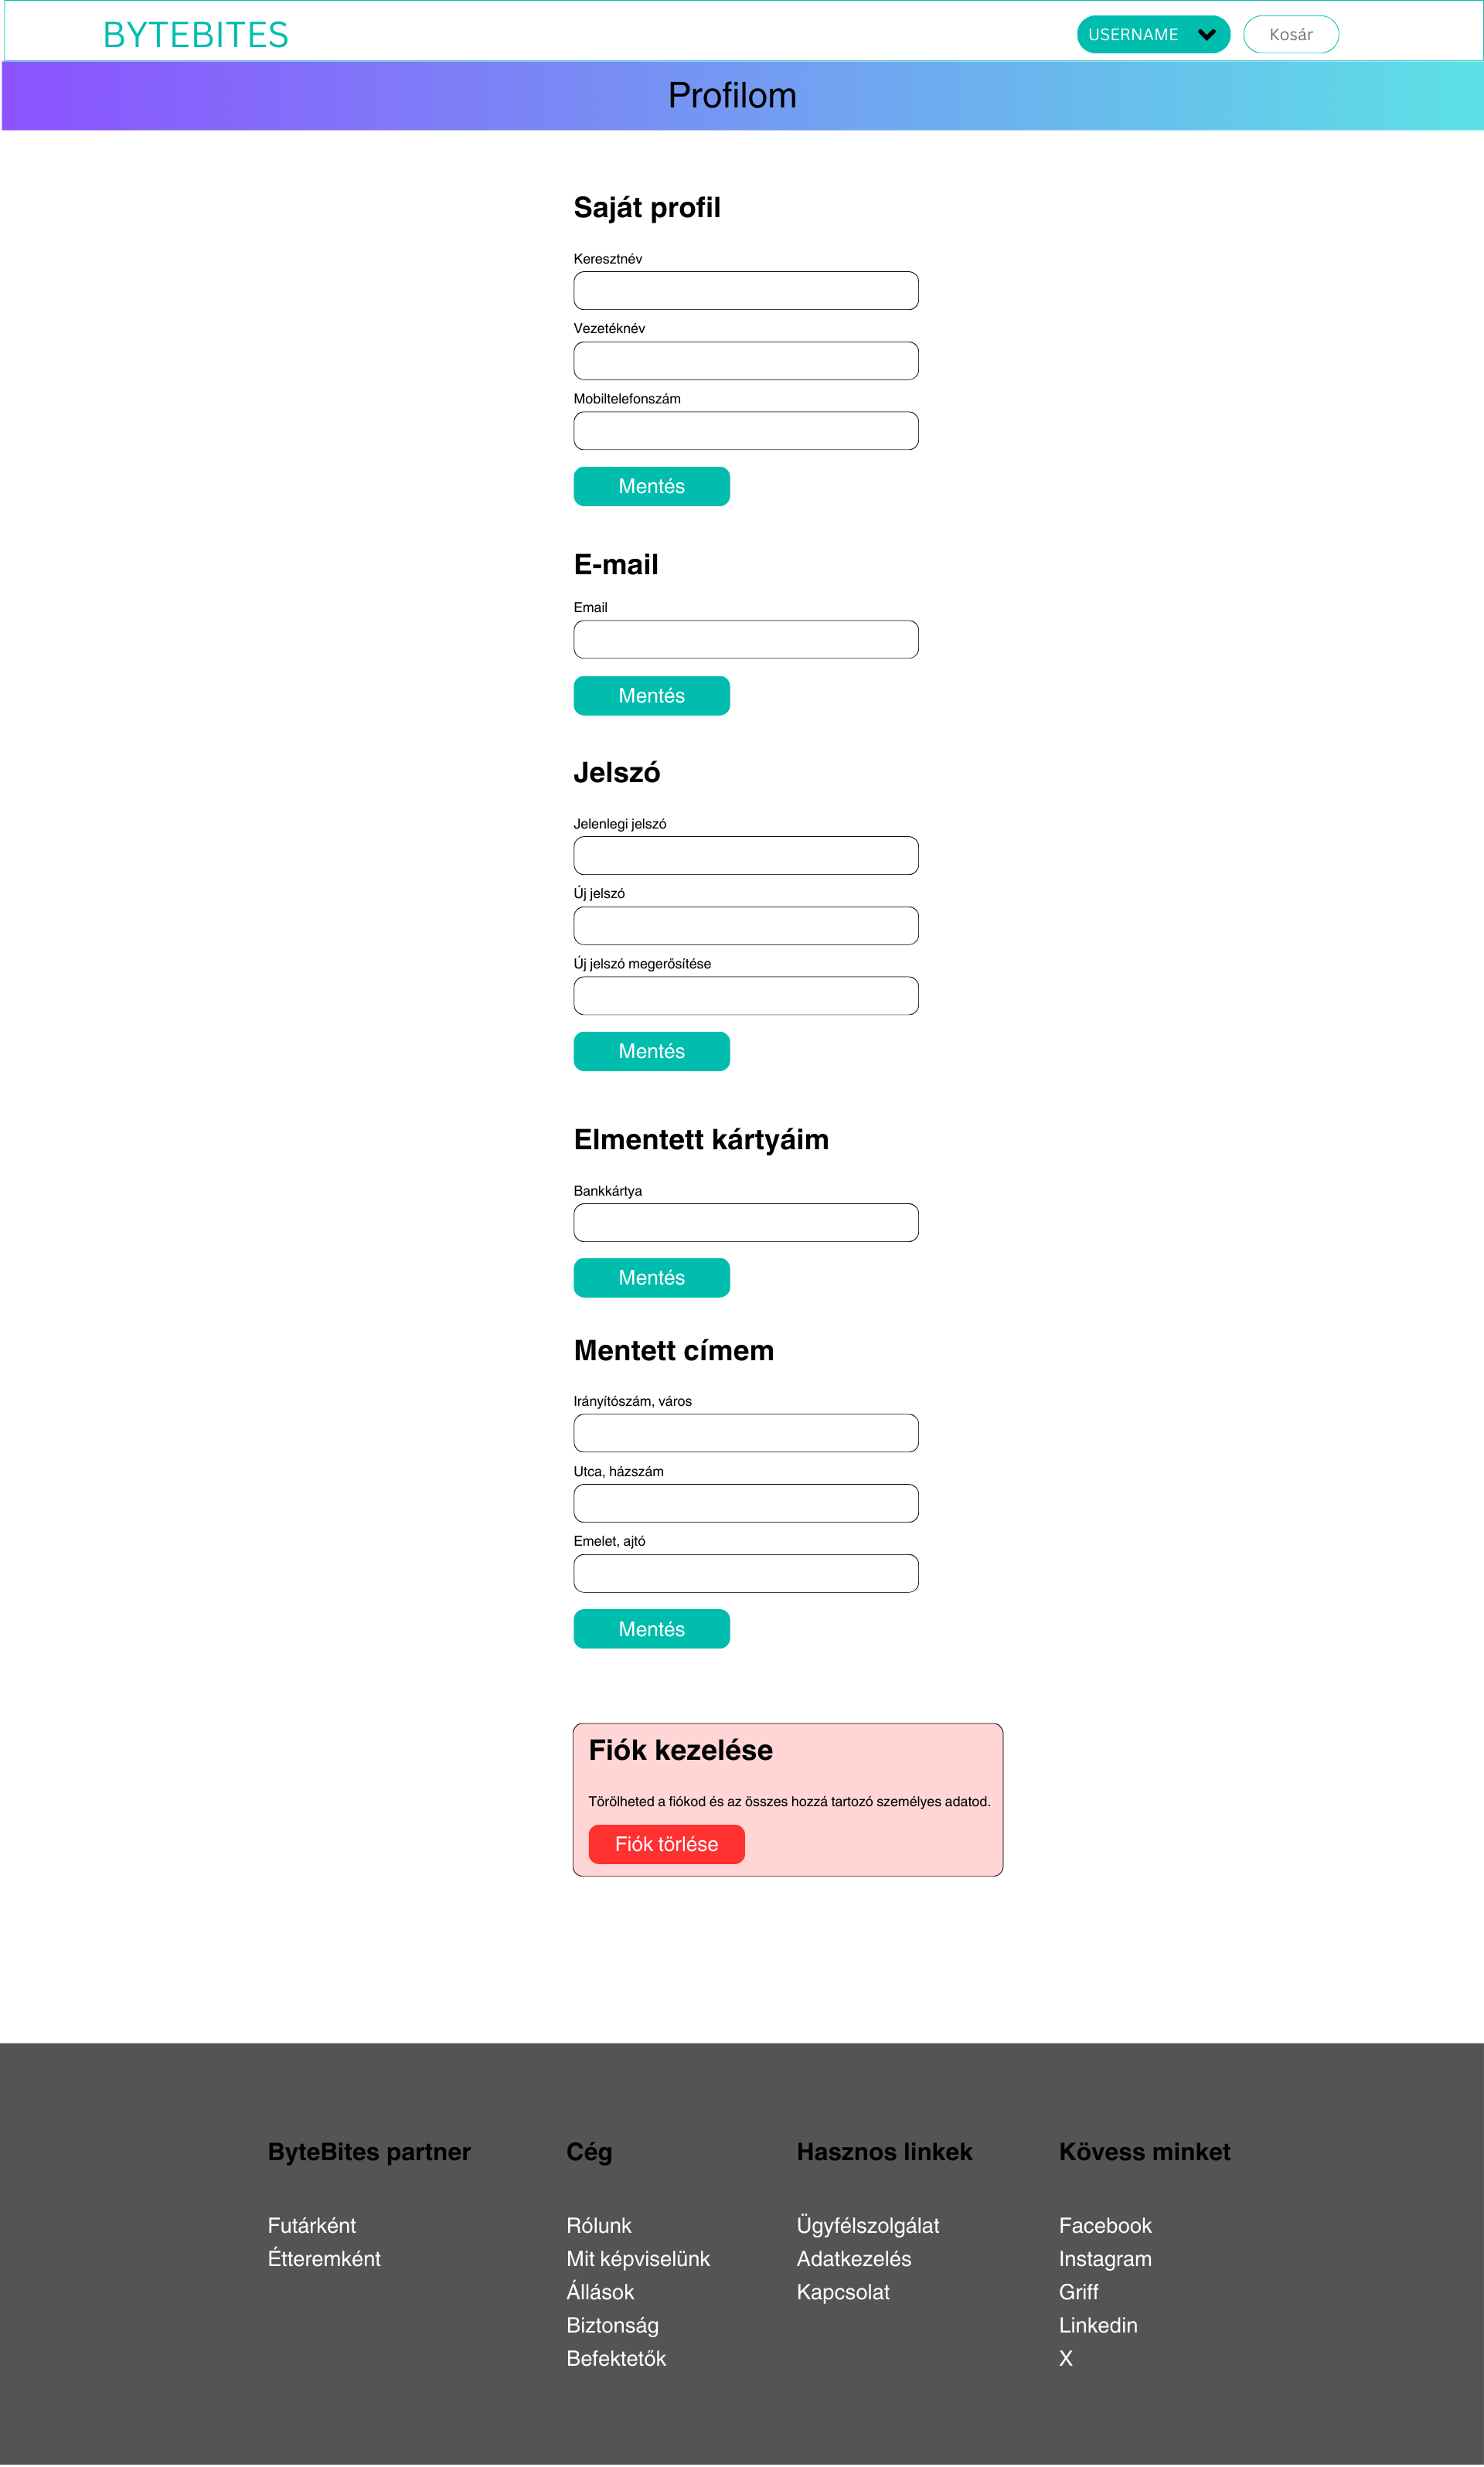 BYTEBITES
USERNAME
Kosár
Profilom
Saját profil
Keresztnév
Vezetéknév
Mobiltelefonszám
Mentés
E-mail
Email
Mentés
Jelszó
Jelenlegi jelszó
Új jelszó
Új jelszó megerősítése
Mentés
Elmentett kártyáim
Bankkártya
Mentés
Mentett címem
Irányítószám, város
Utca, házszám
Emelet, ajtó
Mentés
Fiók kezelése
Törölheted a fiókod és az összes hozzá tartozó személyes adatod.
Fiók törlése
ByteBites partner
Futárként
Étteremként
Cég
Rólunk
Mit képviselünk
Állások
Biztonság
Befektetők
Hasznos linkek
Ügyfélszolgálat
Adatkezelés
Kapcsolat
Kövess minket
Facebook
Instagram
Griff
Linkedin
X